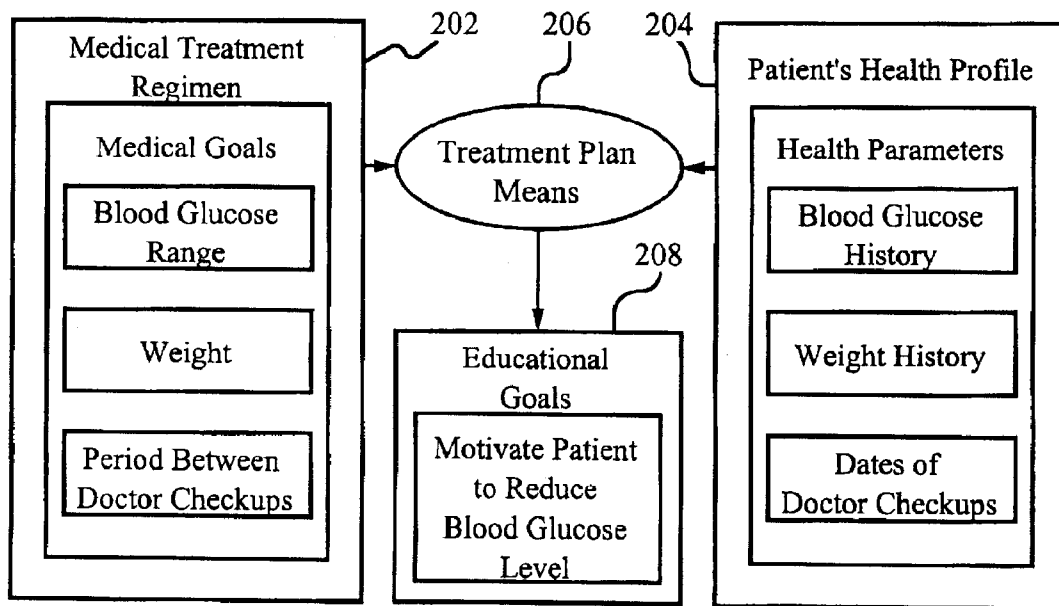 202
206
204
Medical Treatment
Regimen
Medical Goals
Blood Glucose
Range
Weight
Period Between
Doctor Checkups
Treatment Plan
Means
208
Educational
Goals
Motivate Patient
to Reduce
Blood Glucose
Level
Patient's Health Profile
Health Parameters
Blood Glucose
History
Weight History
Dates of
Doctor Checkups